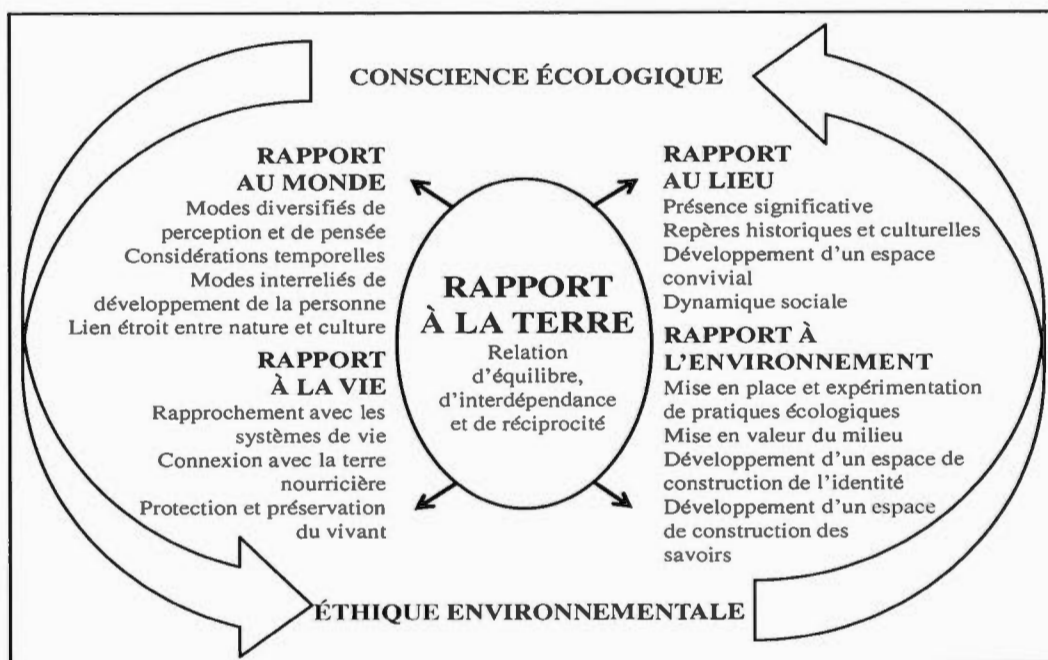 CONSCIENCE ÉCOLOGIQUE
RAPPORT
AU MONDE
Modes diversifiés de
perception et de pensée
Considérations temporelles
Modes interreliés de
développement de la personne
Lien étroit entre nature et culture
RAPPORT
À LA VIE
Rapprochement avec les
systèmes de vie
Connexion avec la terre
nourricière
Protection et préservation
du vivant
RAPPORT
À LA TERRE
Relation
d'équilibre,
d'interdépendance
et de réciprocité
RAPPORT
AU LIEU
Présence significative
Repères historiques et culturelles
Développement d'un espace
convivial
Dynamique sociale
RAPPORT À
L'ENVIRONNEMENT
Mise en place et expérimentation
de pratiques écologiques
Mise en valeur du milieu
Développement d'un espace de
construction de l'identité
Développement d'un espace
de construction des
savoirs
ÉTHIQUE ENVIRONNEMENTALE